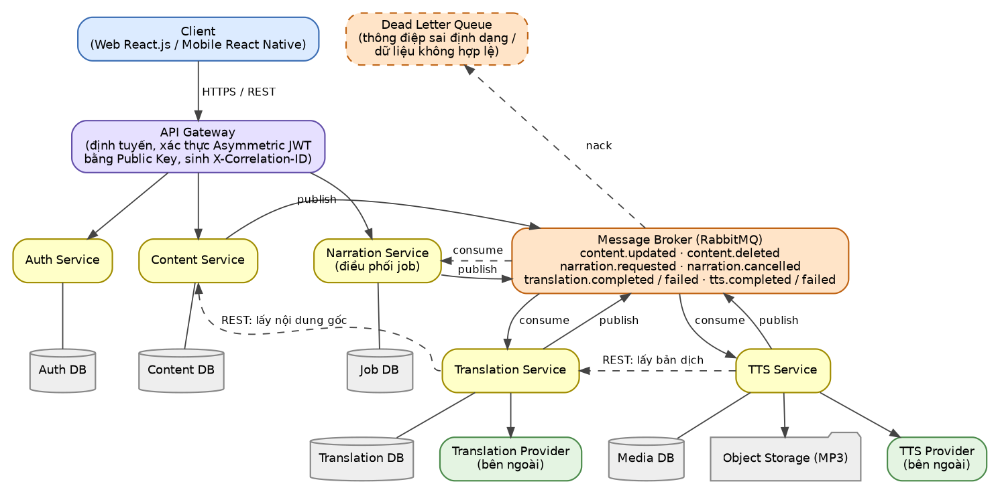 Client
(Web React.js / Mobile React Native)
Dead Letter Queue
(thông điệp sai định dạng /
dữ liệu không hợp lệ)
HTTPS / REST
API Gateway
(định tuyến, xác thực Asymmetric JWT
bằng Public Key, sinh X-Correlation-ID)
nack
publish
Auth Service
Content Service
Narration Service
(điều phối job)
consume
publish
Message Broker (RabbitMQ)
content.updated · content.deleted
narration.requested · narration.cancelled
translation.completed / failed · tts.completed / failed
REST: lấy nội dung gốc
consume
publish
consume
publish
Auth DB
Content DB
Job DB
Translation Service
REST: lấy bản dịch
TTS Service
Translation DB
Translation Provider
(bên ngoài)
Media DB
Object Storage (MP3)
TTS Provider
(bên ngoài)